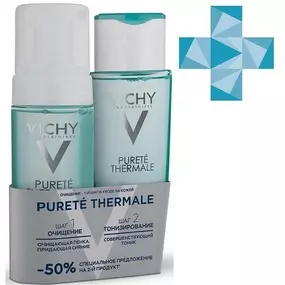 VICHY
LABORATOIRES
PURETÉ
VICHY
LABORATOIRES
PURETÉ
THERMALE
PURETÉ THERMALE
ШАГ 1
ОЧИЩЕНИЕ
ОЧИЩАЮЩАЯ ПЕНКА,
ПРИДАЮЩАЯ СИЯНИЕ
ШАГ 2
ТОНИЗИРОВАНИЕ
СОВЕРШЕНСТВУЮЩИЙ
ТОНИК
-50%
СПЕЦИАЛЬНОЕ ПРЕДЛОЖЕНИЕ
НА 2-Й ПРОДУКТ*